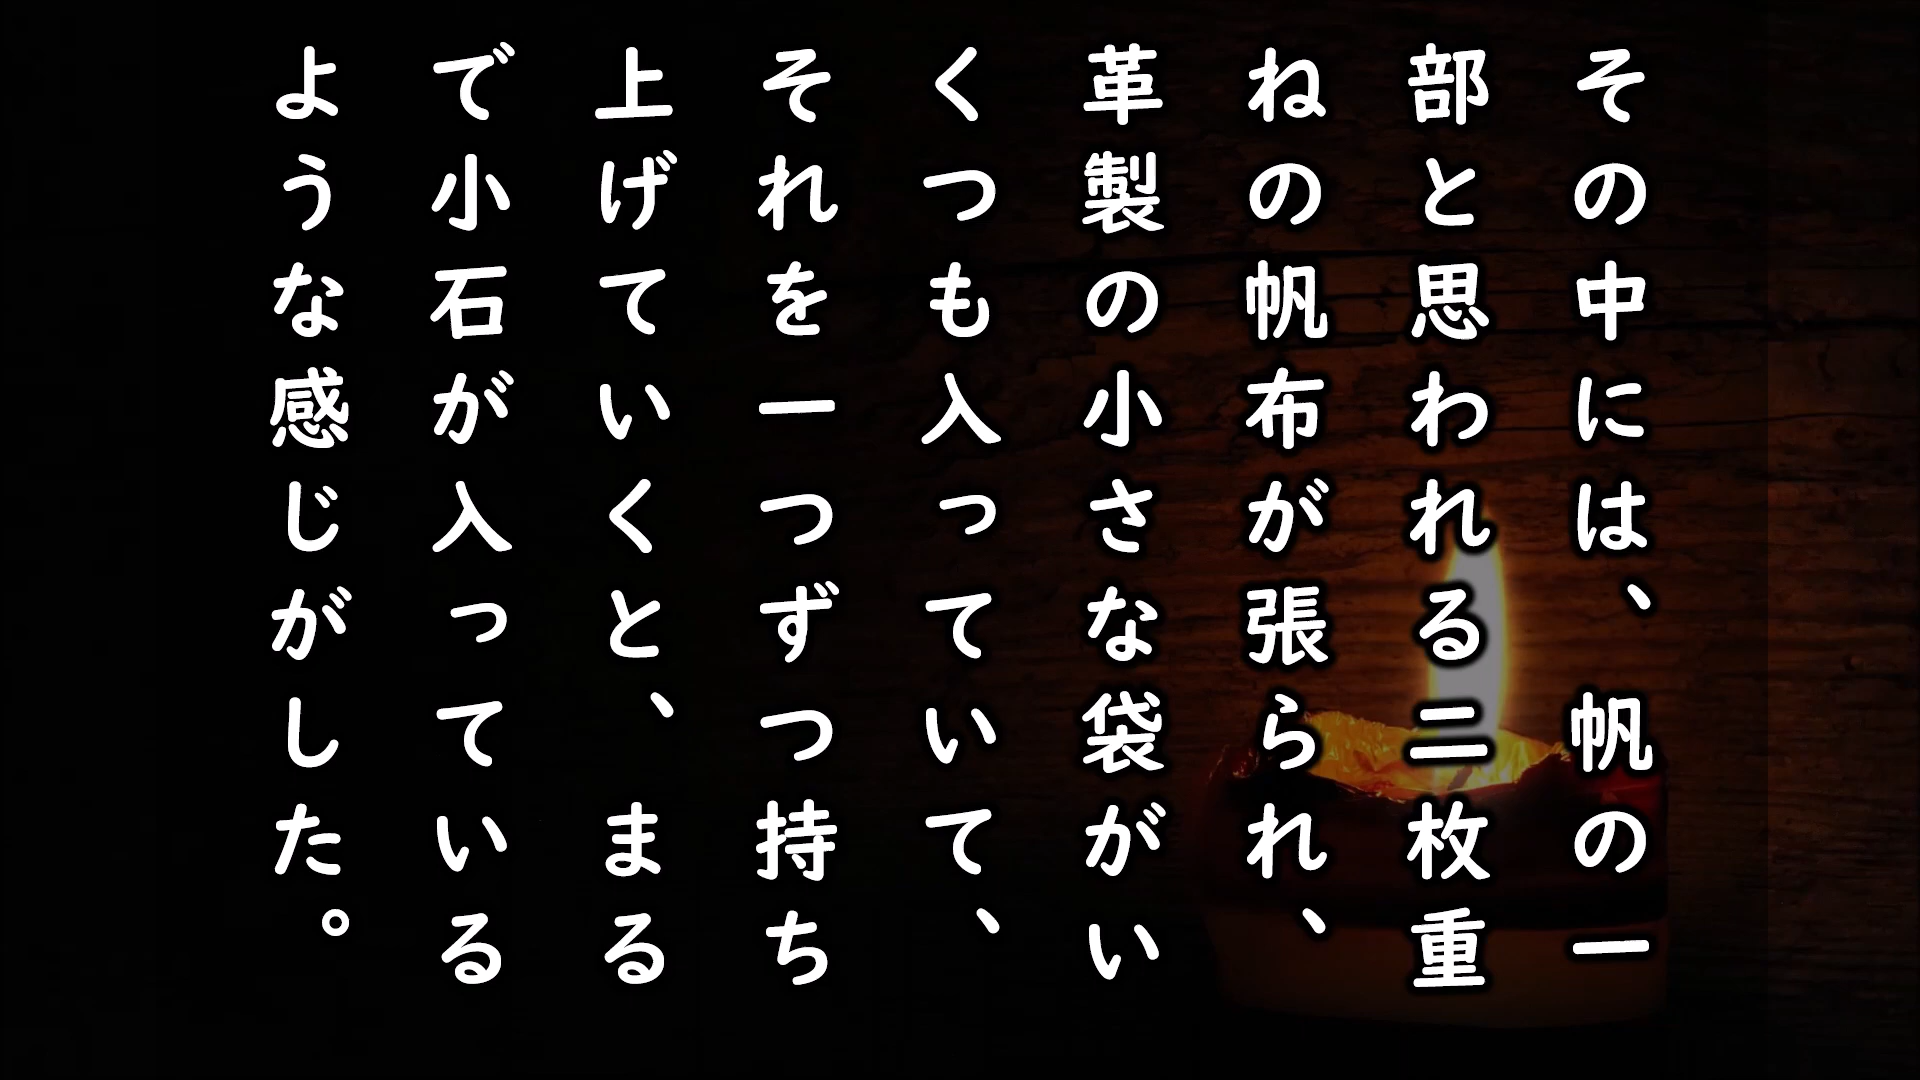 その中には、帆の一
部と思われる二枚重
ねの帆布が張られ、
革製の小さな袋がい
くつも入っていて、
それを一つずつ持ち
上げていくと、まる
で小石が入っている
ような感じがした。